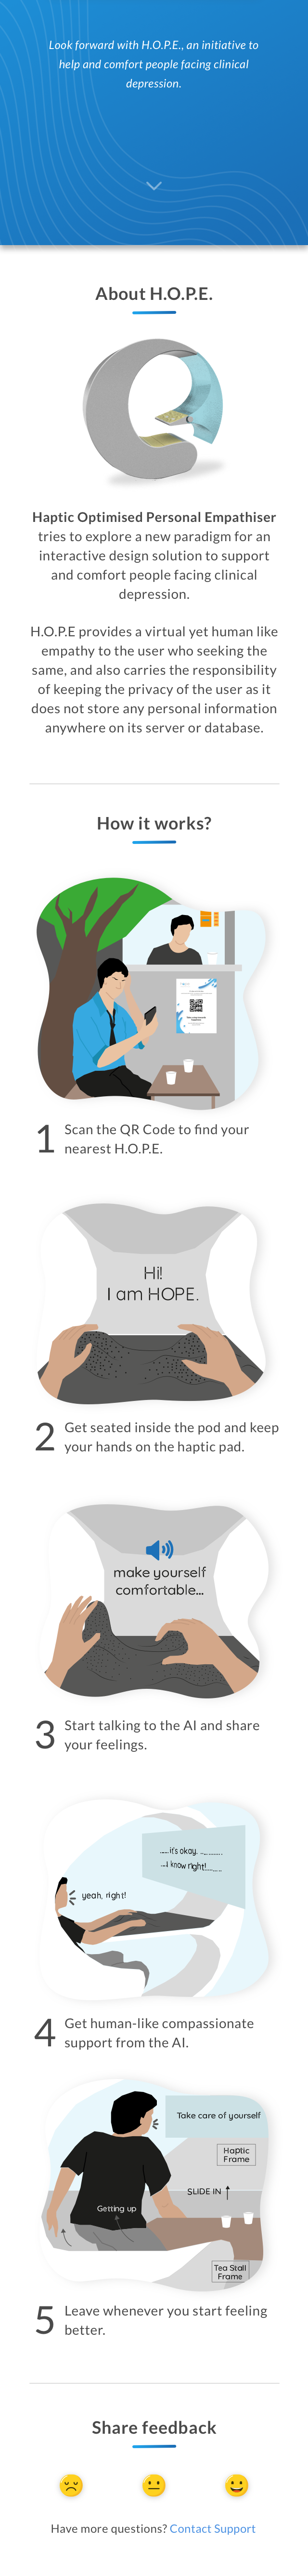 Look forward with H.O.P.E., an initiative to
help and comfort people facing clinical
depression.
About H.O.P.E.
Haptic Optimised Personal Empathiser
tries to explore a new paradigm for an
interactive design solution to support
and comfort people facing clinical
depression.
H.O.P.E provides a virtual yet human like
empathy to the user who seeking the
same, and also carries the responsibility
of keeping the privacy of the user as it
does not store any personal information
anywhere on its server or database.
How it works?
1
Scan the QR Code to find your
nearest H.O.P.E.
Hi!
I am HOPE.
2
Get seated inside the pod and keep
your hands on the haptic pad.
make yourself
comfortable...
3
Start talking to the AI and share
your feelings.
.....it's okay. ..........
....I know right!.........
yeah, right!
4
Get human-like compassionate
support from the AI.
Take care of yourself
Haptic
Frame
SLIDE IN
Getting up
Tea Stall
Frame
5
Leave whenever you start feeling
better.
Share feedback
Have more questions? Contact Support